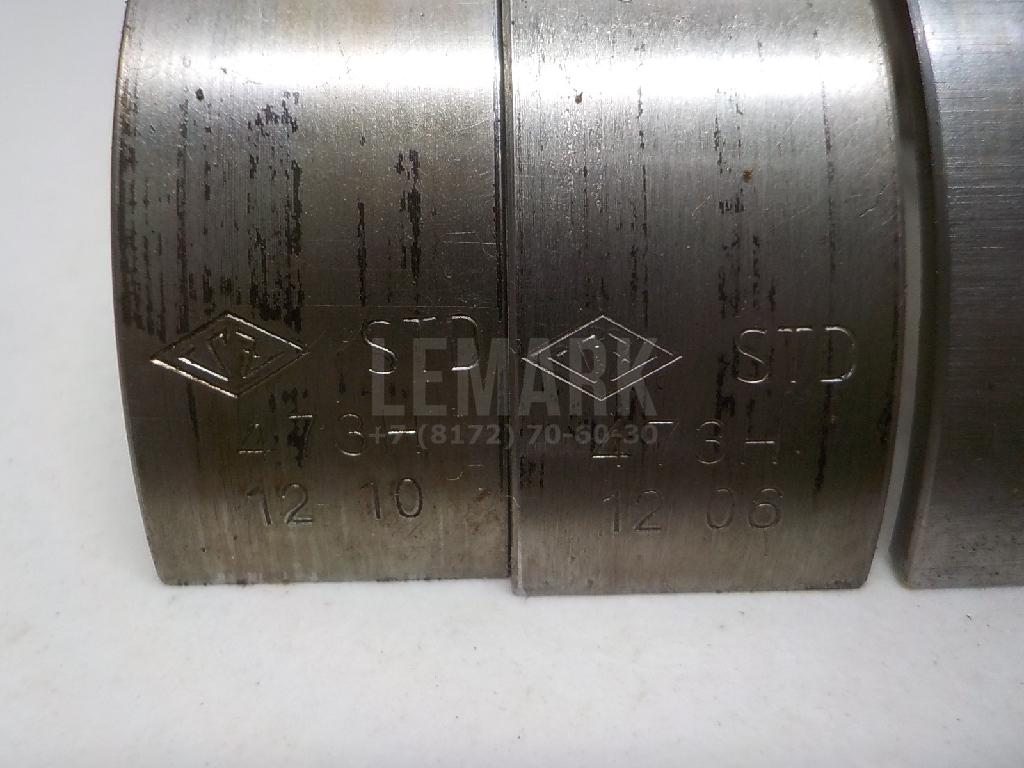 STD
473H
12 10
STD
473H
12 06
LEMARK
+7 (8172) 70-60-30